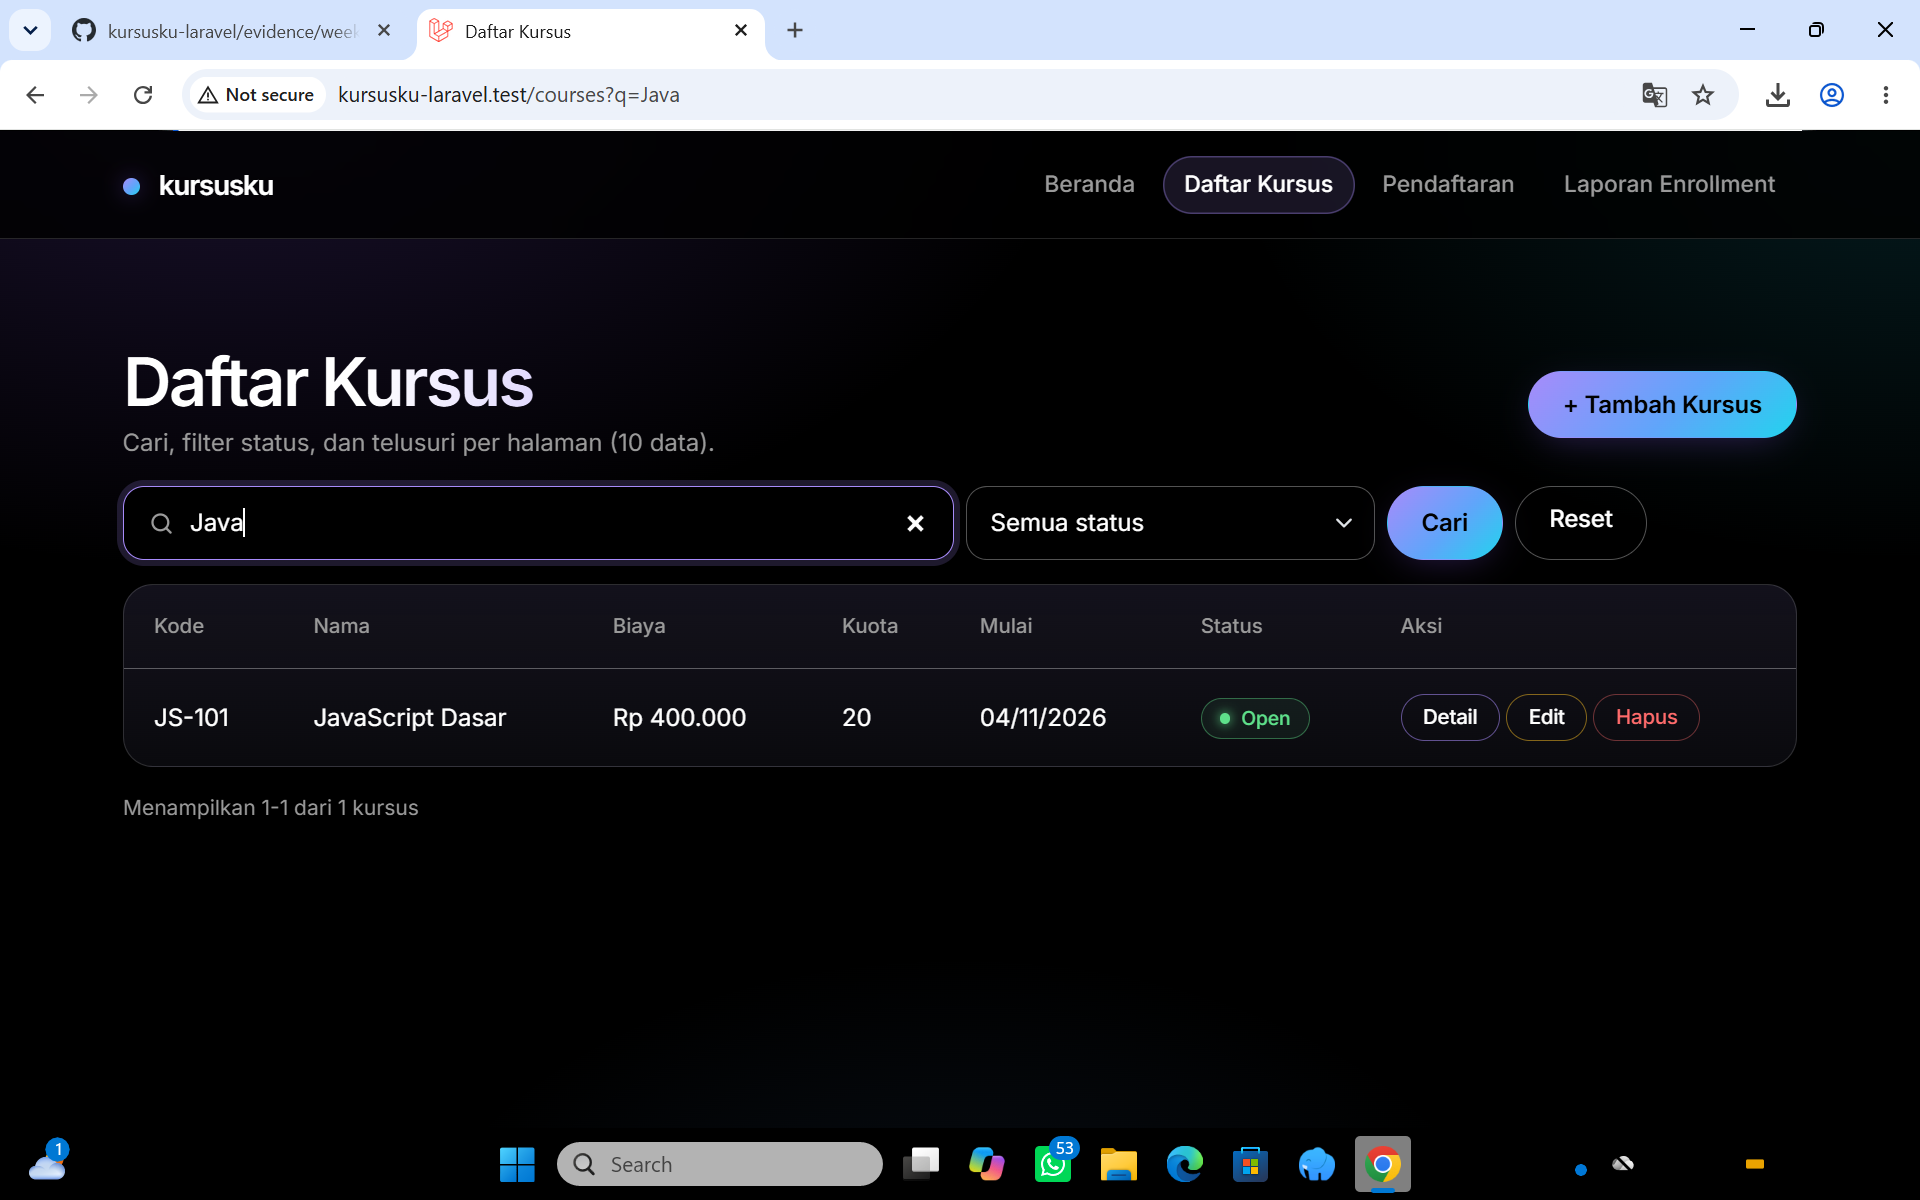 kursusku-laravel/evidence/week
Daftar Kursus
Not secure
kursusku-laravel.test/courses?q=Java
kursusku
Beranda
Daftar Kursus
Pendaftaran
Laporan Enrollment
Daftar Kursus
+ Tambah Kursus
Cari, filter status, dan telusuri per halaman (10 data).
Java
Semua status
Cari
Reset
Kode Nama Biaya Kuota Mulai Status Aksi
JS-101 JavaScript Dasar Rp 400.000 20 04/11/2026 Open Detail Edit Hapus
Menampilkan 1-1 dari 1 kursus
1
Search
53